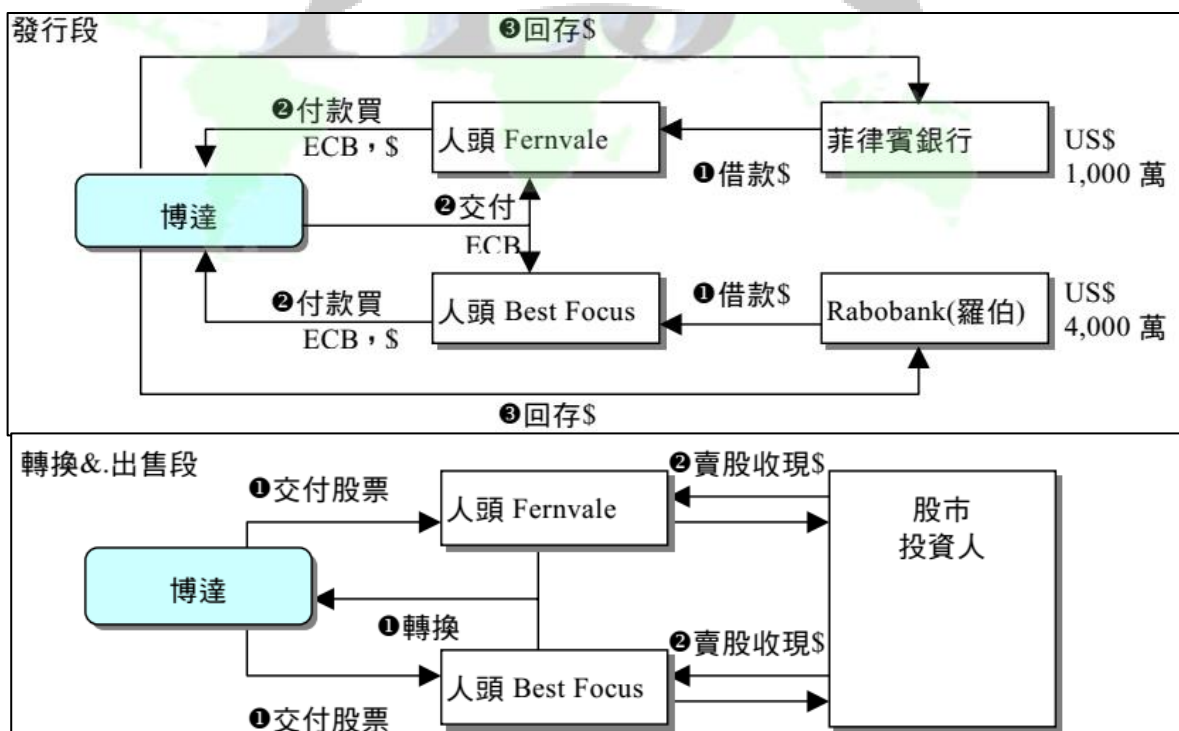 發行段
❸回存$
❷付款買
ECB，$
人頭 Fernvale
❶借款$
菲律賓銀行
US$
1,000 萬
博達
❷交付
ECB
❷付款買
ECB，$
人頭 Best Focus
❶借款$
Rabobank(羅伯)
US$
4,000 萬
❸回存$
轉換&.出售段
❶交付股票
人頭 Fernvale
❷賣股收現$
股市
投資人
博達
❶轉換
❶交付股票
人頭 Best Focus
❷賣股收現$